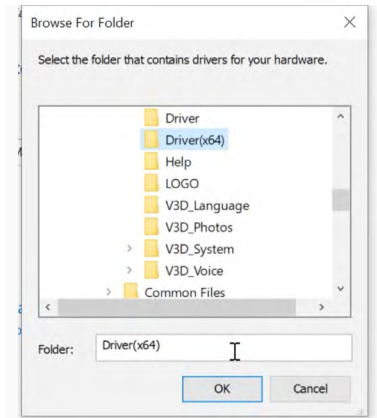 Browse For Folder
Select the folder that contains drivers for your hardware.
Driver
Driver(x64)
Help
LOGO
V3D_Language
V3D_Photos
V3D_System
V3D_Voice
Common Files
Folder:
Driver(x64)
OK
Cancel